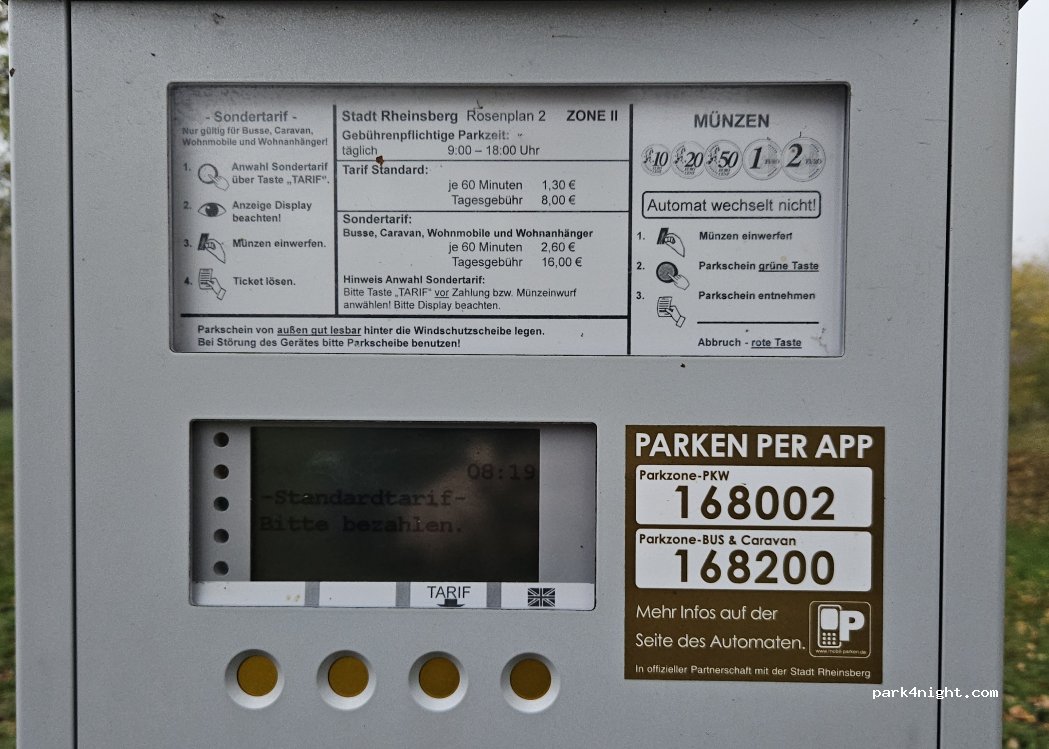 - Sondertarif -
Nur gültig für Busse, Caravan,
Wohnmobile und Wohnanhänger!
1. Anwahl Sondertarif
über Taste „TARIF“.
2. Anzeige Display
beachten!
3. Münzen einwerfen.
4. Ticket lösen.
Stadt Rheinsberg Rosenplan 2 ZONE II
Gebührenpflichtige Parkzeit:
täglich 9:00 – 18:00 Uhr
Tarif Standard:
je 60 Minuten 1,30 €
Tagesgebühr 8,00 €
Sondertarif:
Busse, Caravan, Wohnmobile und Wohnanhänger
je 60 Minuten 2,60 €
Tagesgebühr 16,00 €
Hinweis Anwahl Sondertarif:
Bitte Taste „TARIF“ vor Zahlung bzw. Münzeinwurf
anwählen! Bitte Display beachten.
Parkschein von außen gut lesbar hinter die Windschutzscheibe legen.
Bei Störung des Gerätes bitte Parkscheibe benutzen!
MÜNZEN
10 20 50 1 2
Automat wechselt nicht!
1. Münzen einwerfen
2. Parkschein grüne Taste
3. Parkschein entnehmen
Abbruch - rote Taste
08:19
-Standardtarif-
Bitte bezahlen.
TARIF
PARKEN PER APP
Parkzone-PKW
168002
Parkzone-BUS & Caravan
168200
Mehr Infos auf der
Seite des Automaten.
P
www.mobil-parken.de
In offizieller Partnerschaft mit der Stadt Rheinsberg
park4night.com